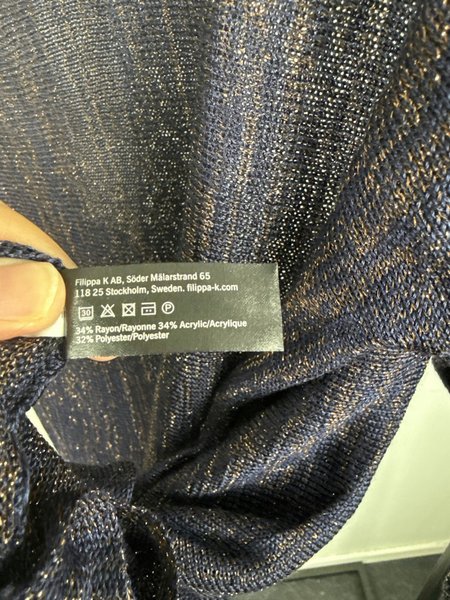 Filippa K AB, Söder Mälarstrand 65
118 25 Stockholm, Sweden. filippa-k.com
30 P
34% Rayon/Rayonne 34% Acrylic/Acrylique
32% Polyester/Polyester